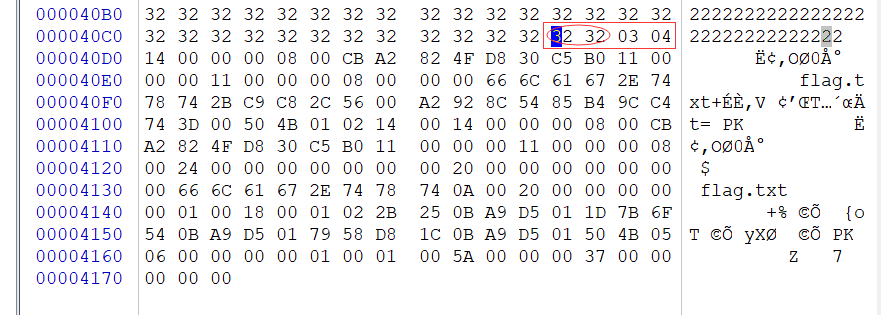 000040B0 32 32 32 32 32 32 32 32 32 32 32 32 32 32 32 32 2222222222222222
000040C0 32 32 32 32 32 32 32 32 32 32 32 32 32 32 03 04 22222222222222
000040D0 14 00 00 00 08 00 CB A2 82 4F D8 30 C5 B0 11 00 Ë¢‚OØ0Å°
000040E0 00 00 11 00 00 00 08 00 00 00 66 6C 61 67 2E 74 flag.t
000040F0 78 74 2B C9 C8 2C 56 00 A2 92 8C 54 85 B4 9C C4 xt+ÉÈ,V ¢’ŒT…´œÄ
00004100 74 3D 00 50 4B 01 02 14 00 14 00 00 00 08 00 CB t= PK Ë
00004110 A2 82 4F D8 30 C5 B0 11 00 00 00 11 00 00 00 08 ¢‚OØ0Å°
00004120 00 24 00 00 00 00 00 00 00 20 00 00 00 00 00 00 $
00004130 00 66 6C 61 67 2E 74 78 74 0A 00 20 00 00 00 00 flag.txt
00004140 00 01 00 18 00 01 02 2B 25 0B A9 D5 01 1D 7B 6F +% ©Õ {o
00004150 54 0B A9 D5 01 79 58 D8 1C 0B A9 D5 01 50 4B 05 T ©Õ yXØ ©Õ PK
00004160 06 00 00 00 00 01 00 01 00 5A 00 00 00 37 00 00 Z 7
00004170 00 00 00